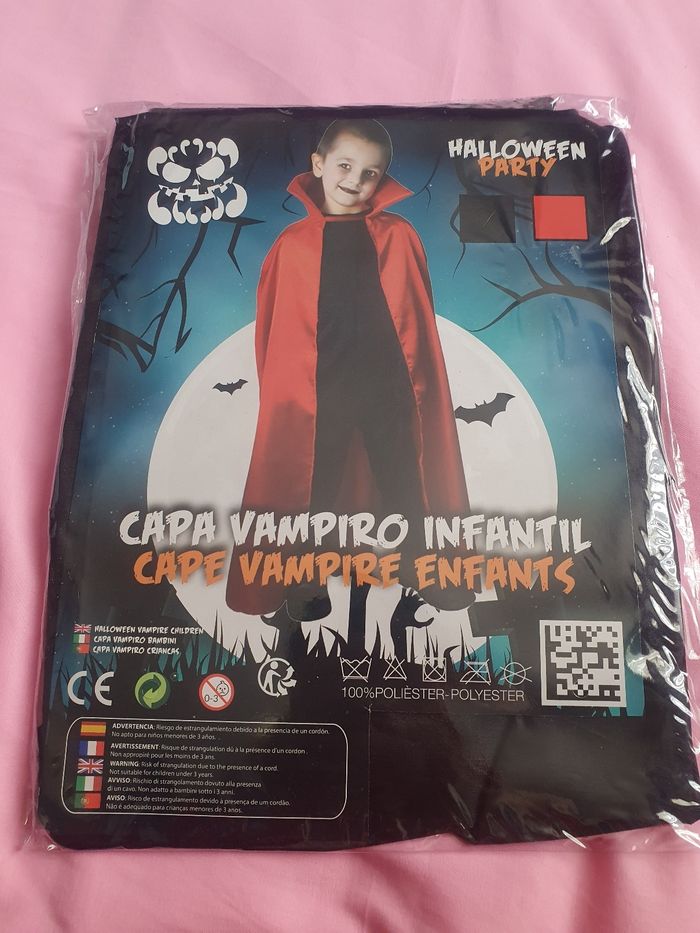 HALLOWEEN
PARTY
CAPA VAMPIRO INFANTIL
CAPE VAMPIRE ENFANTS
HALLOWEEN VAMPIRE CHILDREN
CAPA VAMPIRO BAMBINI
CAPA VAMPIRO CRIANCAS
CE
0-3
100%POLIÈSTER-POLYESTER
ADVERTENCIA: Riesgo de estrangulamiento debido a la presencia de un cordón.
No apto para niños menores de 3 años.
AVERTISSEMENT: Risque de strangulation dû à la présence d'un cordon.
Non approprié pour les moins de 3 ans.
WARNING: Risk of strangulation due to the presence of a cord.
Not suitable for children under 3 years.
AVVISO: Rischio di strangolamento dovuto alla presenza
di un cavo. Non adatto a bambini sotto i 3 anni.
AVISO: Risco de estrangulamento devido à presença de um cordão.
Não é adequado para crianças menores de 3 anos.